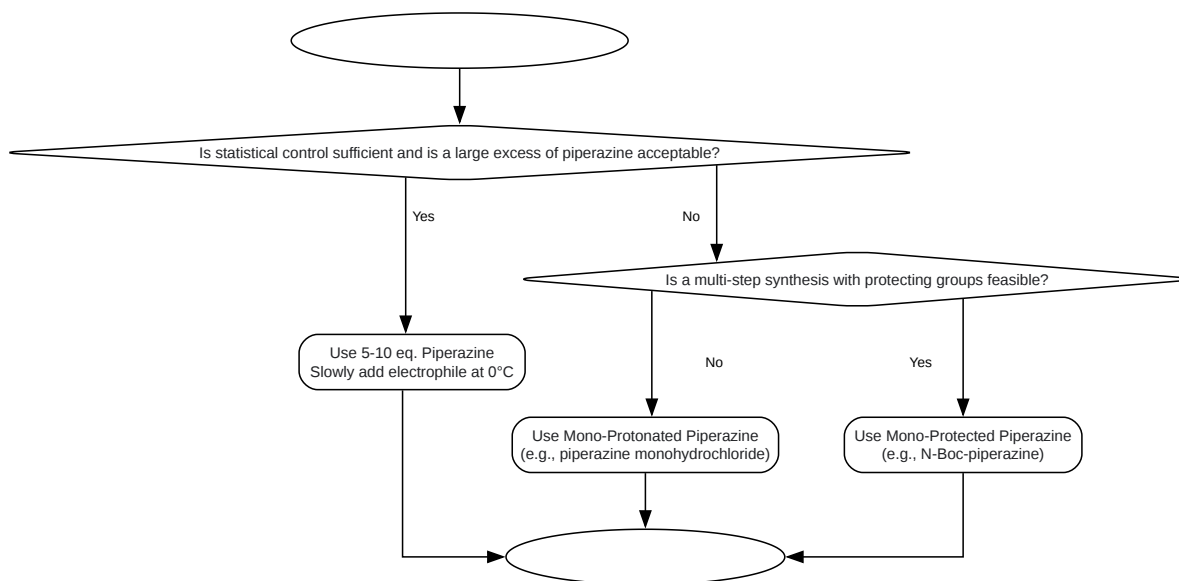 Is statistical control sufficient and is a large excess of piperazine acceptable?
Yes
No
Is a multi-step synthesis with protecting groups feasible?
Use 5-10 eq. Piperazine
Slowly add electrophile at 0°C
No
Yes
Use Mono-Protonated Piperazine
(e.g., piperazine monohydrochloride)
Use Mono-Protected Piperazine
(e.g., N-Boc-piperazine)